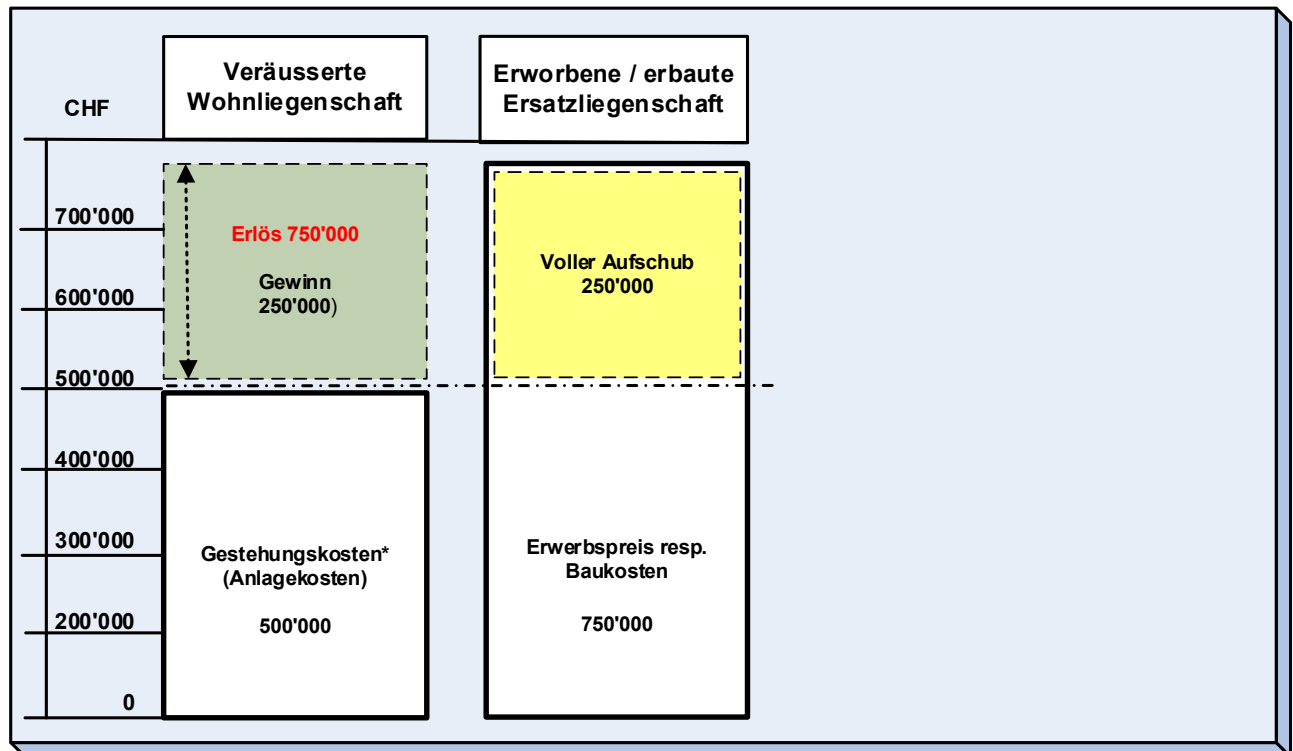 Veräusserte
Wohnliegenschaft
Erworbene / erbaute
Ersatzliegenschaft
CHF
700'000
600'000
500'000
400'000
300'000
200'000
0
Erlös 750'000
Gewinn
250'000)
Voller Aufschub
250'000
Gestehungskosten*
(Anlagekosten)
500'000
Erwerbspreis resp.
Baukosten
750'000